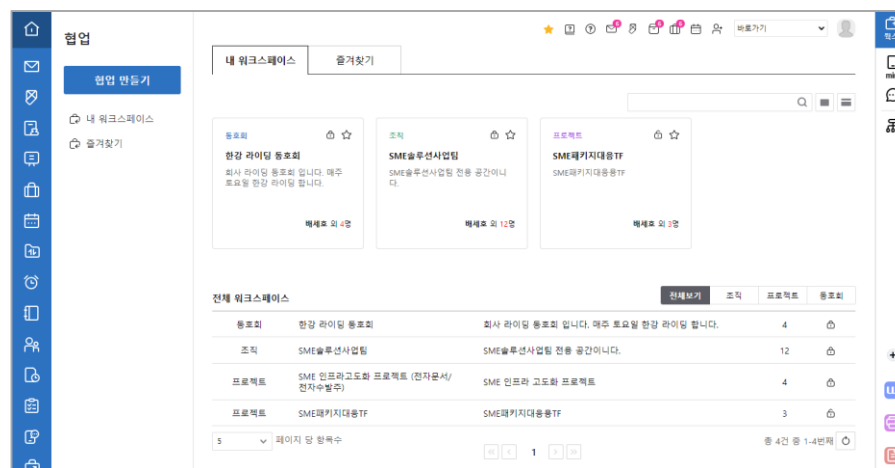 협업
바로가기
내 워크스페이스
즐겨찾기
협업 만들기
내 워크스페이스
즐겨찾기
동호회
한강 라이딩 동호회
회사 라이딩 동호회 입니다. 매주
토요일 한강 라이딩 합니다.
배세호 외 4명
조직
SME솔루션사업팀
SME솔루션사업팀 전용 공간이니
다.
배세호 외 12명
프로젝트
SME패키지대응TF
SME패키지대응용TF
배세호 외 3명
전체 워크스페이스
전체보기 조직 프로젝트 동호회
동호회 한강 라이딩 동호회 회사 라이딩 동호회 입니다. 매주 토요일 한강 라이딩 합니다. 4
조직 SME솔루션사업팀 SME솔루션사업팀 전용 공간이니다. 12
프로젝트 SME 인프라고도화 프로젝트 (전자문서/
전자수발주) SME 인프라 고도화 프로젝트 4
프로젝트 SME패키지대응TF SME패키지대응용TF 3
5 페이지 당 항목수
1
총 4건 중 1-4번째